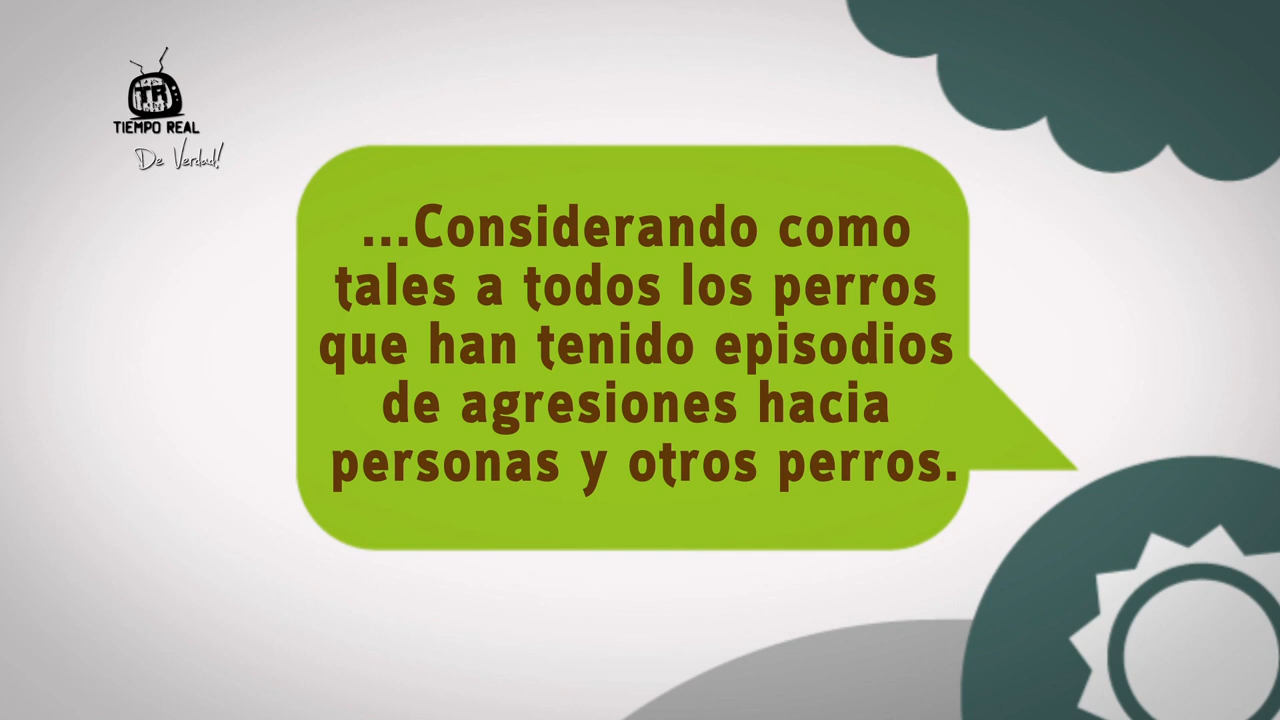 TR
TIEMPO REAL
De Verdad!
...Considerando como
tales a todos los perros
que han tenido episodios
de agresiones hacia
personas y otros perros.